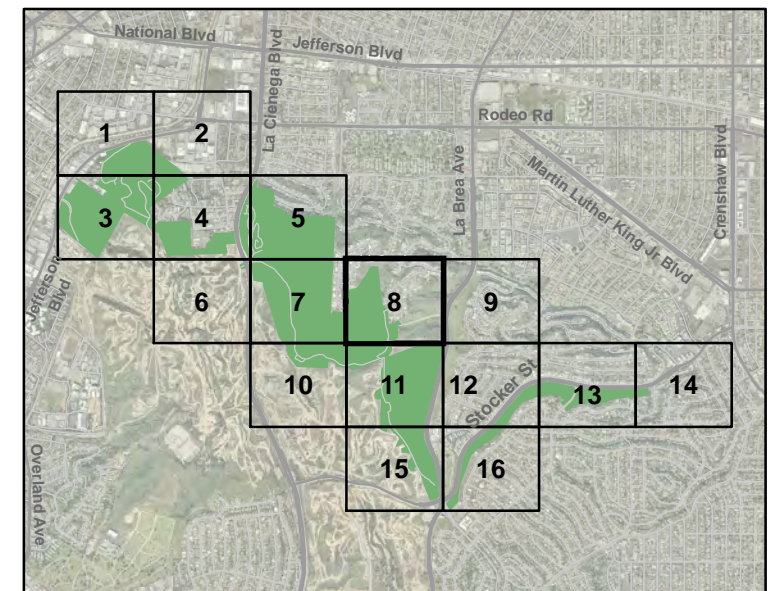 National Blvd
Jefferson Blvd
La Cienega Blvd
Rodeo Rd
La Brea Ave
Crenshaw Blvd
Martin Luther King Jr Blvd
1
2
3
4
5
Jefferson
Blvd
6
7
8
9
10
11
12
Stocker St
13
14
Overland Ave
15
16